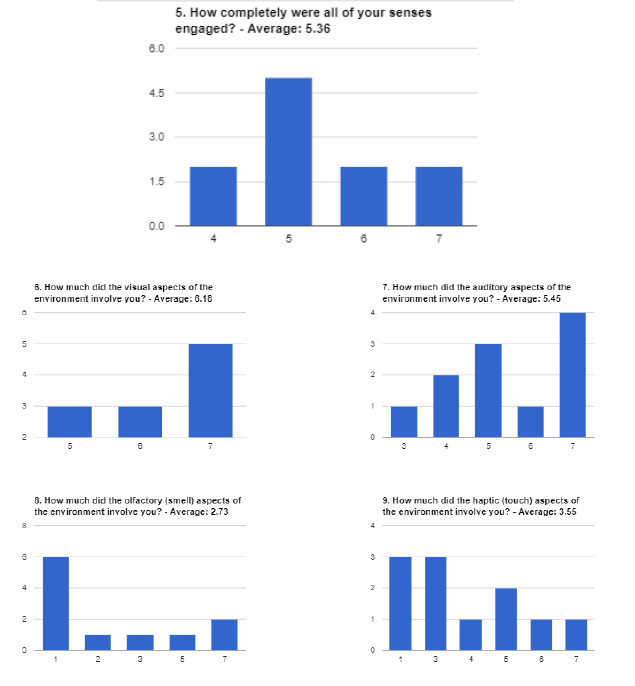 5. How completely were all of your senses
engaged? - Average: 5.36
6.0
4.5
3.0
1.5
0.0
4 5 6 7
6. How much did the visual aspects of the
environment involve you? - Average: 6.18
6
5
4
3
2
5 6 7
7. How much did the auditory aspects of the
environment involve you? - Average: 5.45
4
3
2
1
0
3 4 5 6 7
8. How much did the olfactory (smell) aspects of
the environment involve you? - Average: 2.73
8
6
4
2
0
1 2 3 5 7
9. How much did the haptic (touch) aspects of
the environment involve you? - Average: 3.55
4
3
2
1
0
1 3 4 5 6 7